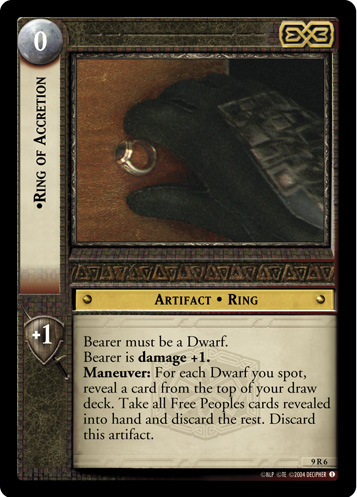 0
•Ring of Accretion
Artifact • Ring
+1
Bearer must be a Dwarf.
Bearer is damage +1.
Maneuver: For each Dwarf you spot,
reveal a card from the top of your draw
deck. Take all Free Peoples cards revealed
into hand and discard the rest. Discard
this artifact.
9 R 6
©NLP ©TE ©2004 DECIPHER